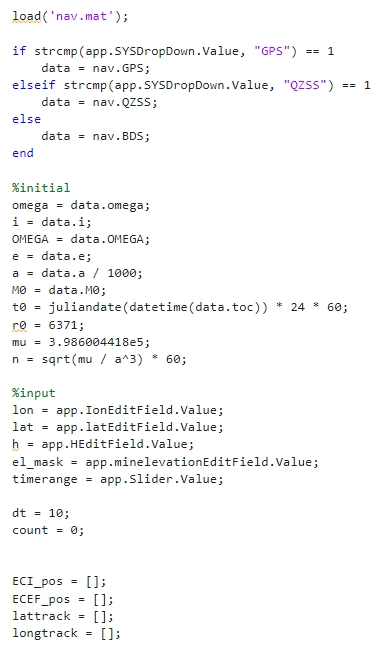 load('nav.mat');
if strcmp(app.SYSDropDown.Value, "GPS") == 1
data = nav.GPS;
elseif strcmp(app.SYSDropDown.Value, "QZSS") == 1
data = nav.QZSS;
else
data = nav.BDS;
end
%initial
omega = data.omega;
i = data.i;
OMEGA = data.OMEGA;
e = data.e;
a = data.a / 1000;
M0 = data.M0;
t0 = juliandate(datetime(data.toc)) * 24 * 60;
r0 = 6371;
mu = 3.986004418e5;
n = sqrt(mu / a^3) * 60;
%input
lon = app.IonEditField.Value;
lat = app.latEditField.Value;
h = app.HEditField.Value;
el_mask = app.minelevationEditField.Value;
timerange = app.Slider.Value;
dt = 10;
count = 0;
ECI_pos = [];
ECEF_pos = [];
lattrack = [];
longtrack = [];